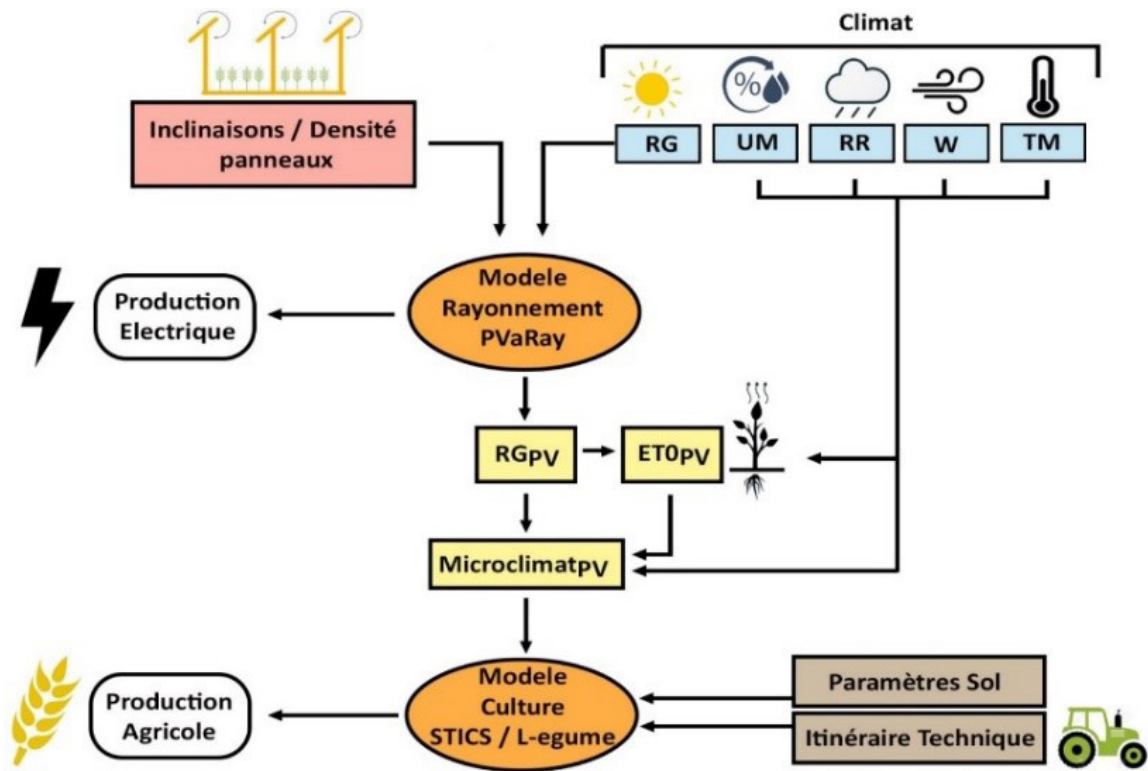 Climat
%
Inclinaisons / Densité
panneaux
RG
UM
RR
W
TM
Modele
Rayonnement
PVaRay
Production
Electrique
RGPV
ET0PV
MicroclimatPV
Modele
Culture
STICS / L-egume
Production
Agricole
Paramètres Sol
Itinéraire Technique